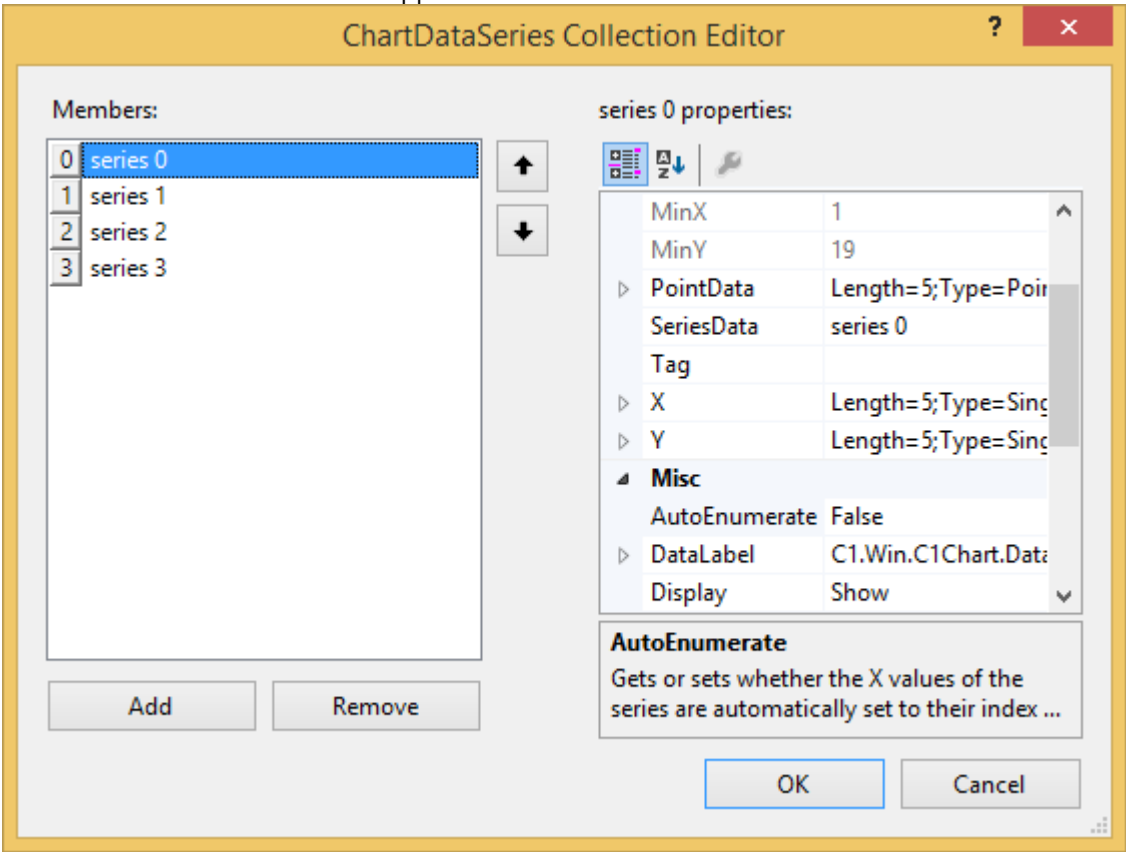 ChartDataSeries Collection Editor
?
×
Members:
series 0 properties:
0 series 0
1 series 1
2 series 2
3 series 3
A
Z
MinX 1
MinY 19
PointData Length=5;Type=Poin
SeriesData series 0
Tag
X Length=5;Type=Sing
Y Length=5;Type=Sing
Misc
AutoEnumerate False
DataLabel C1.Win.C1Chart.Data
Display Show
AutoEnumerate
Gets or sets whether the X values of the
series are automatically set to their index ...
Add Remove
OK Cancel